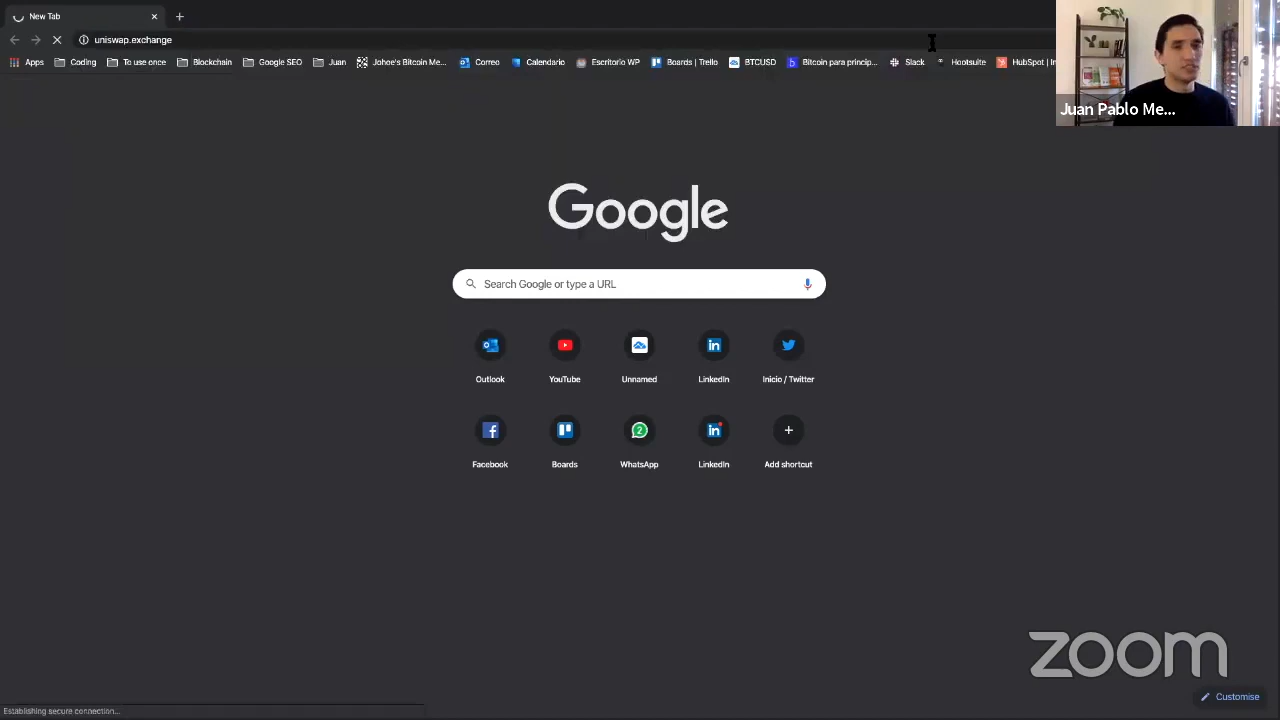 New Tab
uniswap.exchange
Apps Coding To use once Blockchain Google SEO Juan Johoe's Bitcoin Me... Correo Calendario Escritorio WP Boards | Trello BTCUSD Bitcoin para princip... Slack Hootsuite HubSpot | In
Juan Pablo Me...
Google
Search Google or type a URL
Outlook YouTube Unnamed LinkedIn Inicio / Twitter
2
Facebook Boards WhatsApp LinkedIn Add shortcut
zoom
Customise
Establishing secure connection...